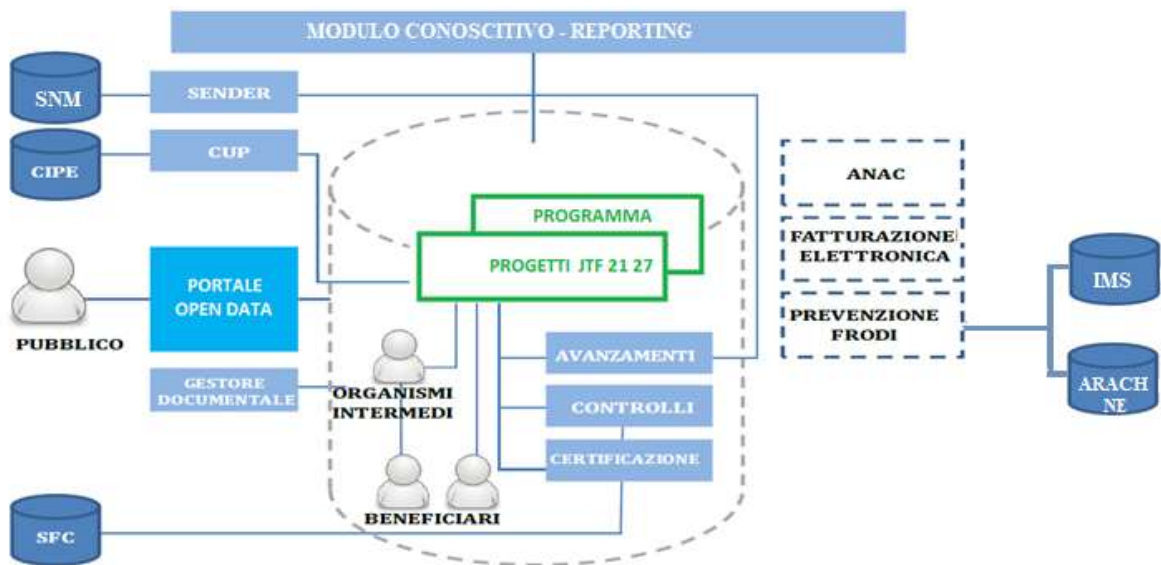 MODULO CONOSCITIVO - REPORTING
SNM
SENDER
CIPE
CUP
PROGRAMMA
PROGETTI JTF 21 27
ANAC
FATTURAZIONE
ELETTRONICA
PREVENZIONE
FRODI
IMS
ARACH
NE
PORTALE
OPEN DATA
PUBBLICO
GESTORE
DOCUMENTALE
ORGANISMI
INTERMEDI
AVANZAMENTI
CONTROLLI
CERTIFICAZIONE
BENEFICIARI
SFC